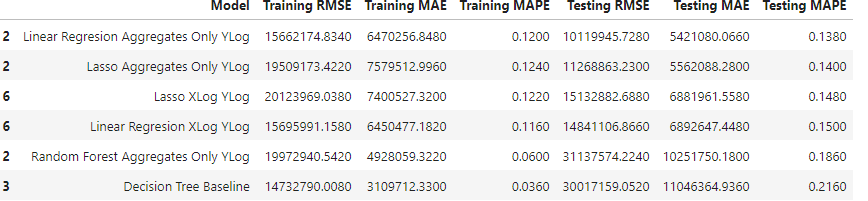 Model Training RMSE Training MAE Training MAPE Testing RMSE Testing MAE Testing MAPE
2 Linear Regresion Aggregates Only YLog 15662174.8340 6470256.8480 0.1200 10119945.7280 5421080.0660 0.1380
2 Lasso Aggregates Only YLog 19509173.4220 7579512.9960 0.1240 11268863.2300 5562088.2800 0.1400
6 Lasso XLog YLog 20123969.0380 7400527.3200 0.1220 15132882.6880 6881961.5580 0.1480
6 Linear Regresion XLog YLog 15695991.1580 6450477.1820 0.1160 14841106.8660 6892647.4480 0.1500
2 Random Forest Aggregates Only YLog 19972940.5420 4928059.3220 0.0600 31137574.2240 10251750.1800 0.1860
3 Decision Tree Baseline 14732790.0080 3109712.3300 0.0360 30017159.0520 11046364.9360 0.2160